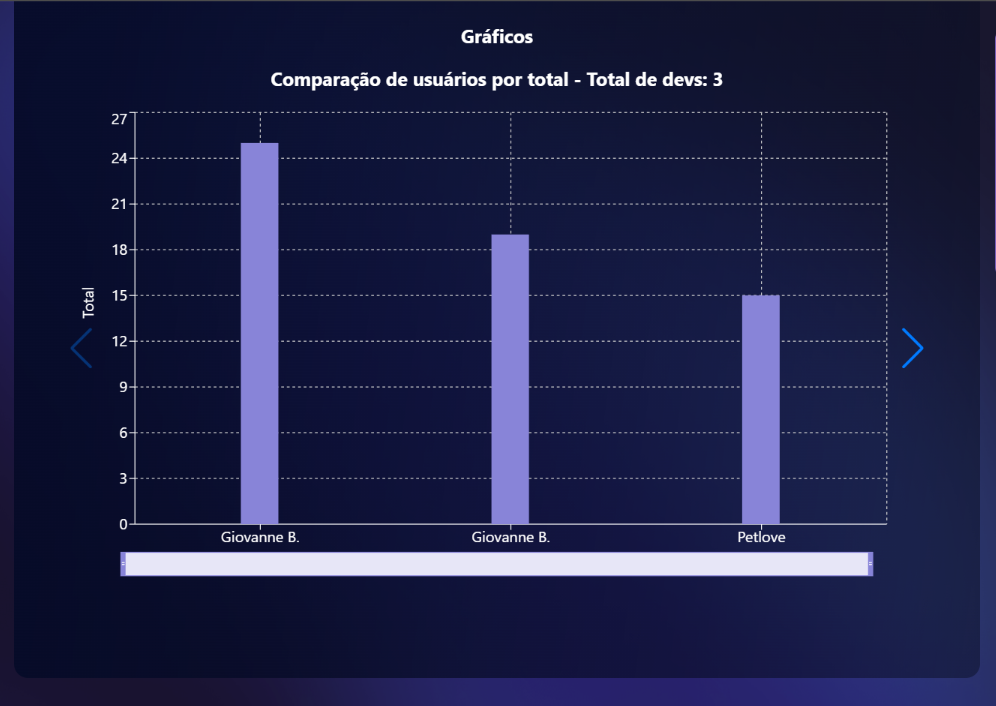 Gráficos
Comparação de usuários por total - Total de devs: 3
27
24
21
18
15
12
9
6
3
0
Total
Giovanne B.
Giovanne B.
Petlove